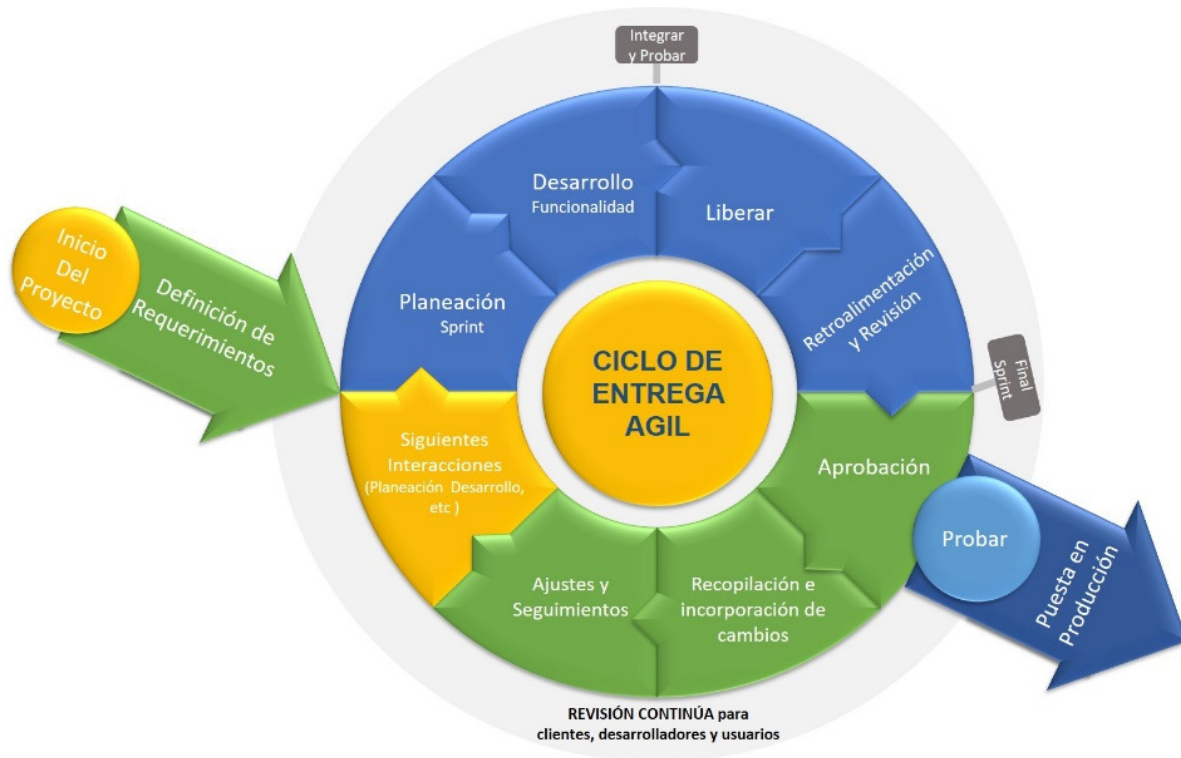 Integrar
y Probar
Inicio
Del
Proyecto
Definición de
Requerimientos
Planeación
Sprint
Desarrollo
Funcionalidad
Liberar
Retroalimentación
y Revisión
Final
Sprint
Aprobación
Probar
Puesta en
Producción
Recopilación e
incorporación de
cambios
Ajustes y
Seguimientos
Siguientes
Interacciones
(Planeación Desarrollo,
etc )
CICLO DE
ENTREGA
AGIL
REVISIÓN CONTINÚA para
clientes, desarrolladores y usuarios